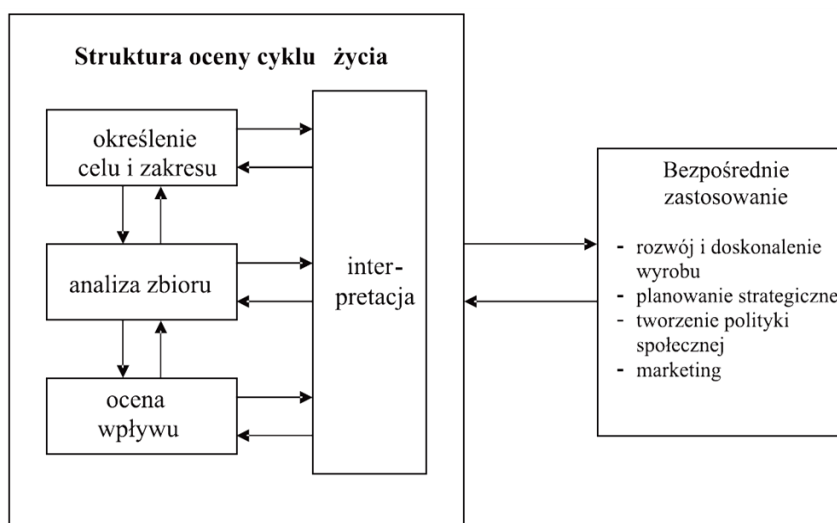 Struktura oceny cyklu życia
określenie
celu i zakresu
analiza zbioru
ocena
wpływu
inter-
pretacja
Bezpośrednie
zastosowanie
- rozwój i doskonalenie
wyrobu
- planowanie strategiczne
- tworzenie polityki
społecznej
- marketing